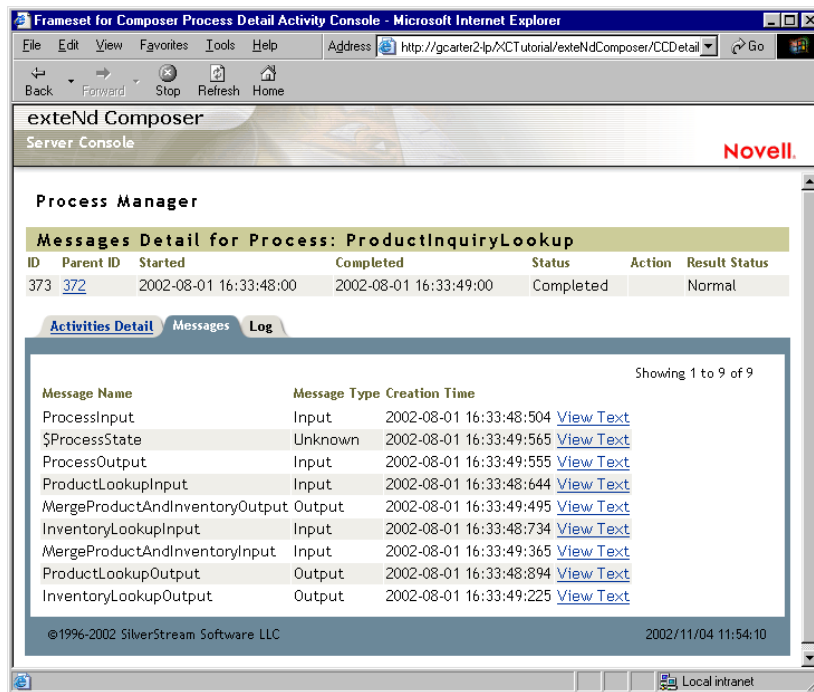 Frameset for Composer Process Detail Activity Console - Microsoft Internet Explorer
File Edit View Favorites Tools Help Address http://gcarter2-lp/XCTutorial/exteNdComposer/CCDetail Go
Back Forward Stop Refresh Home
exteNd Composer
Server Console
Novell.
Process Manager
Messages Detail for Process: ProductInquiryLookup
ID Parent ID Started Completed Status Action Result Status
373 372 2002-08-01 16:33:48:00 2002-08-01 16:33:49:00 Completed Normal
Activities Detail Messages Log
Showing 1 to 9 of 9
Message Name Message Type Creation Time
ProcessInput Input 2002-08-01 16:33:48:504 View Text
$ProcessState Unknown 2002-08-01 16:33:49:565 View Text
ProcessOutput Input 2002-08-01 16:33:49:555 View Text
ProductLookupInput Input 2002-08-01 16:33:48:644 View Text
MergeProductAndInventoryOutput Output 2002-08-01 16:33:49:495 View Text
InventoryLookupInput Input 2002-08-01 16:33:48:734 View Text
MergeProductAndInventoryInput Input 2002-08-01 16:33:49:365 View Text
ProductLookupOutput Output 2002-08-01 16:33:48:894 View Text
InventoryLookupOutput Output 2002-08-01 16:33:49:225 View Text
©1996-2002 SilverStream Software LLC 2002/11/04 11:54:10
Local intranet